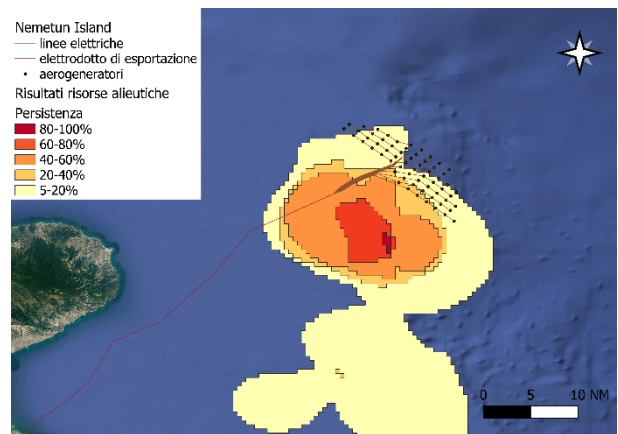 Nemetun Island
linee elettriche
elettrodotto di esportazione
aerogeneratori
Risultati risorse alieutiche
Persistenza
80-100%
60-80%
40-60%
20-40%
5-20%
0 5 10 NM